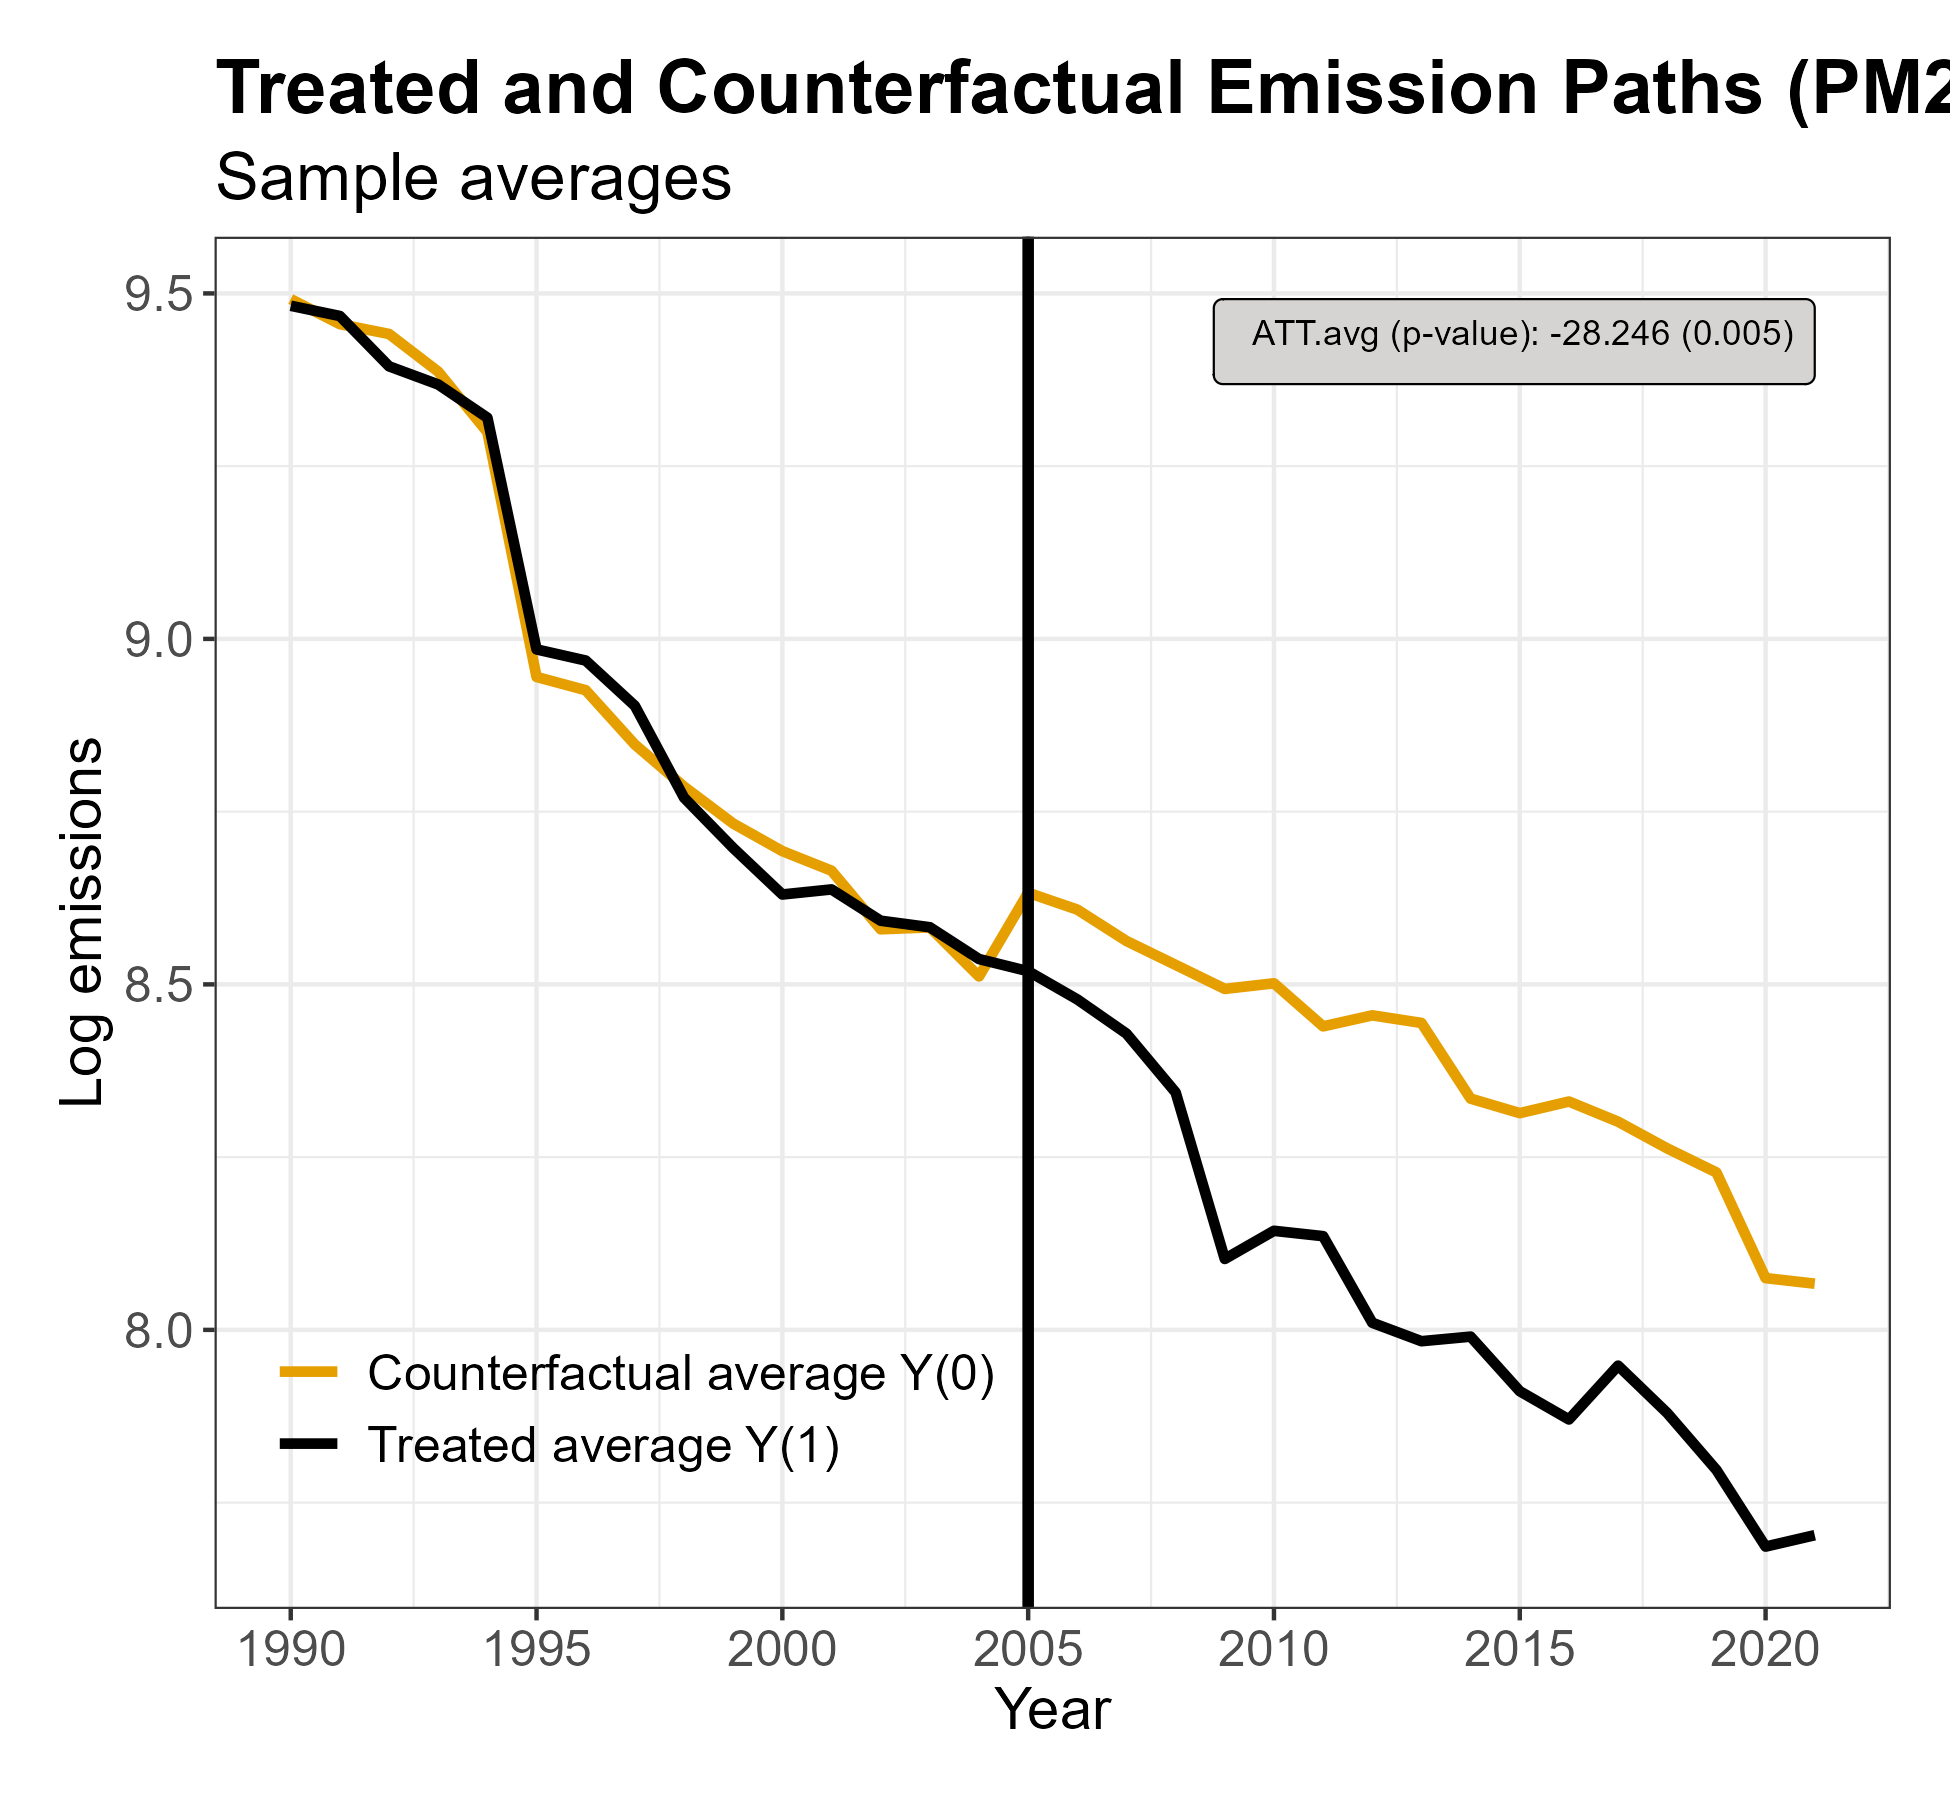 Treated and Counterfactual Emission Paths (PM2
Sample averages
9.5
ATT.avg (p-value): -28.246 (0.005)
9.0
Log emissions
8.5
8.0
Counterfactual average Y(0)
Treated average Y(1)
1990 1995 2000 2005 2010 2015 2020
Year